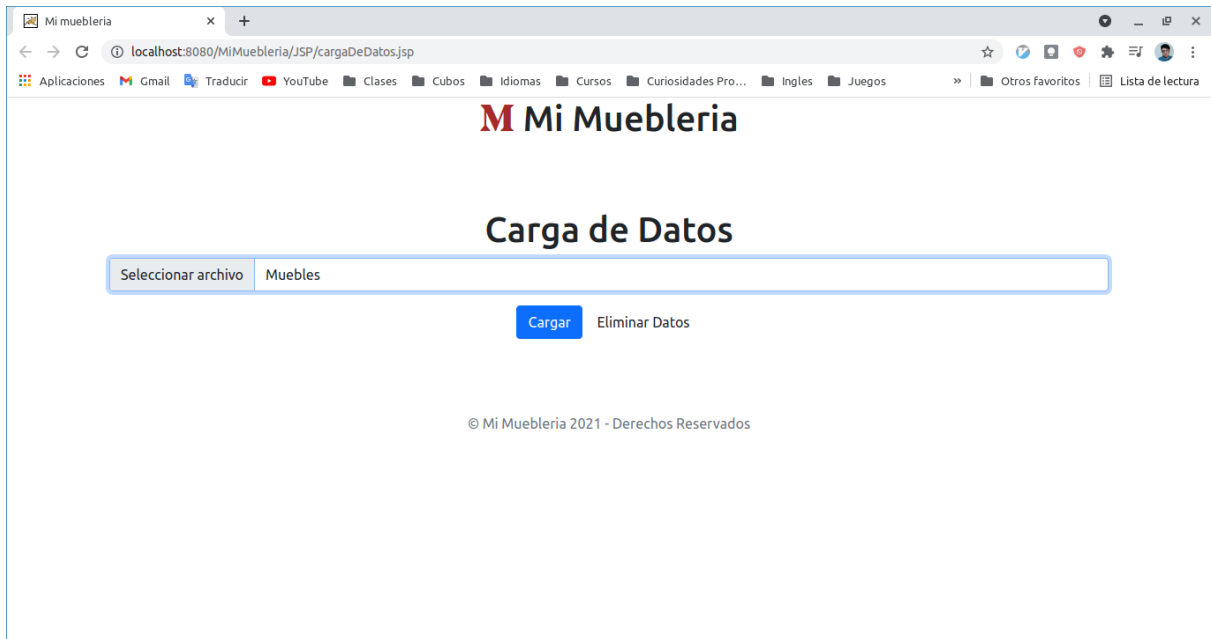 Mi muebleria
localhost:8080/MiMuebleria/JSP/cargaDeDatos.jsp
Aplicaciones Gmail Traducir YouTube Clases Cubos Idiomas Cursos Curiosidades Pro... Ingles Juegos » Otros favoritos Lista de lectura
M Mi Muebleria
Carga de Datos
Seleccionar archivo Muebles
Cargar Eliminar Datos
© Mi Muebleria 2021 - Derechos Reservados